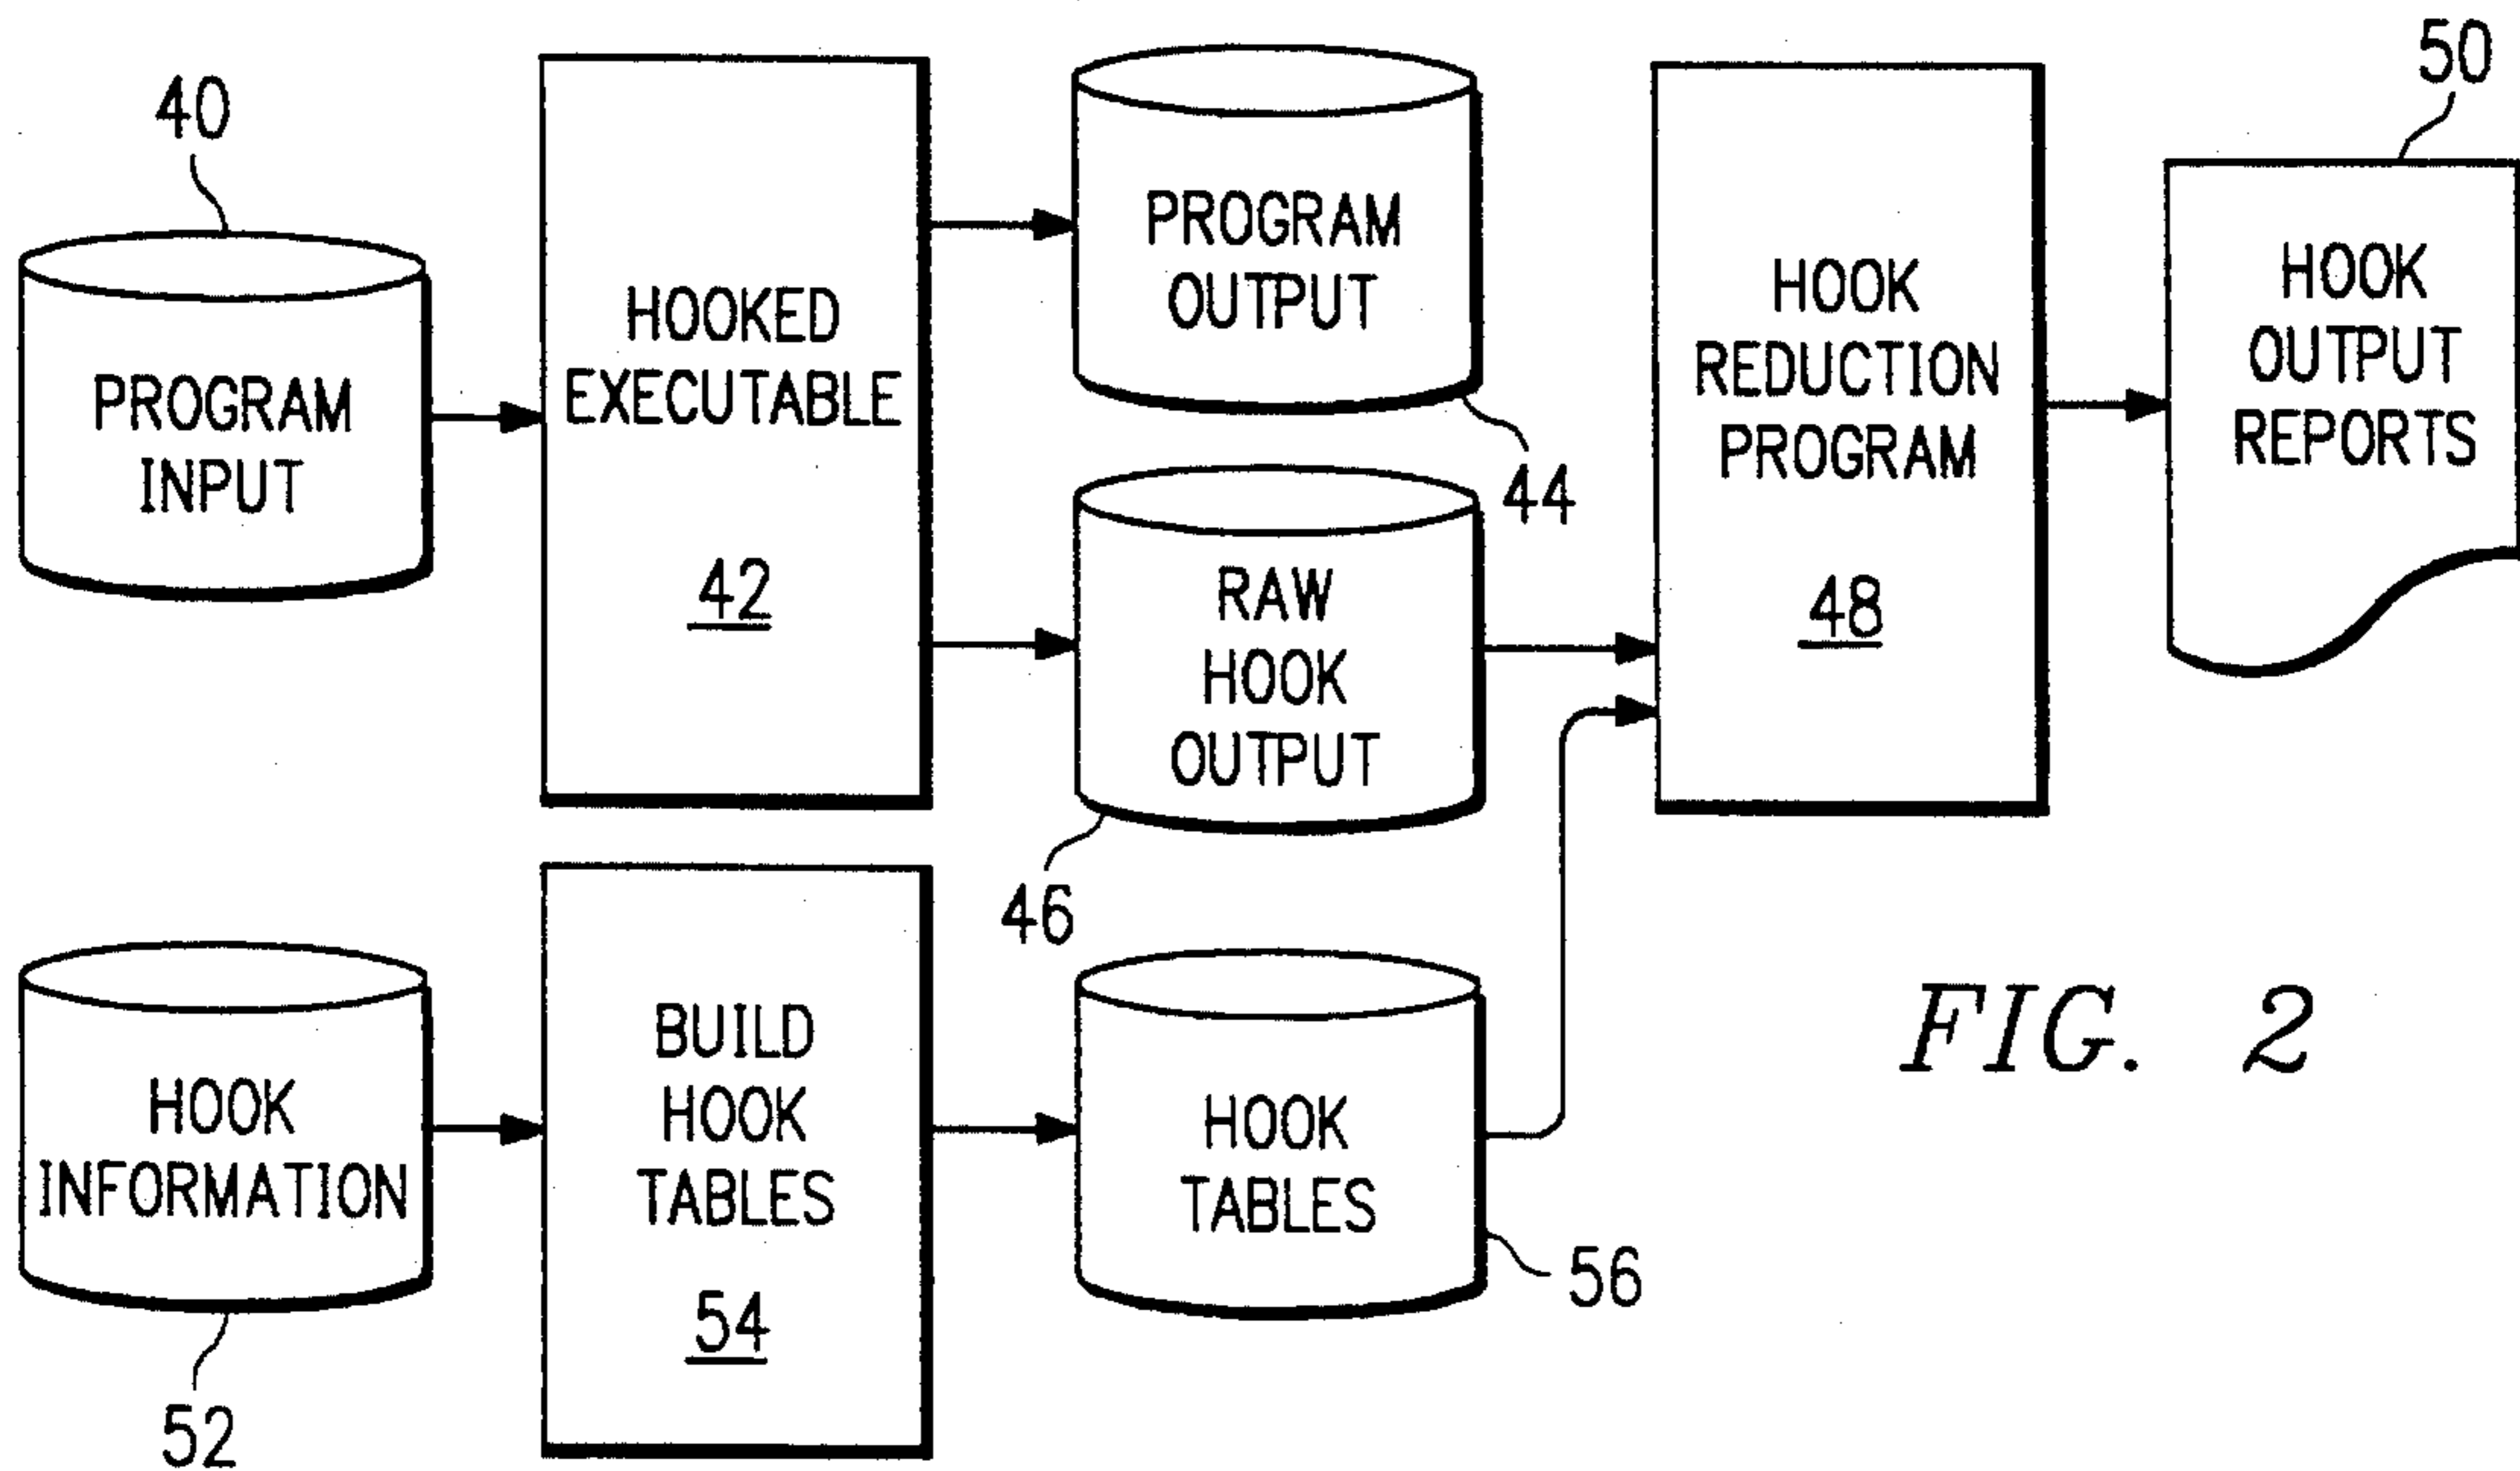 40
PROGRAM
INPUT
HOOKED
EXECUTABLE
42
PROGRAM
OUTPUT
44
RAW
HOOK
OUTPUT
46
HOOK
REDUCTION
PROGRAM
48
50
HOOK
OUTPUT
REPORTS
HOOK
INFORMATION
52
BUILD
HOOK
TABLES
54
HOOK
TABLES
56
FIG. 2